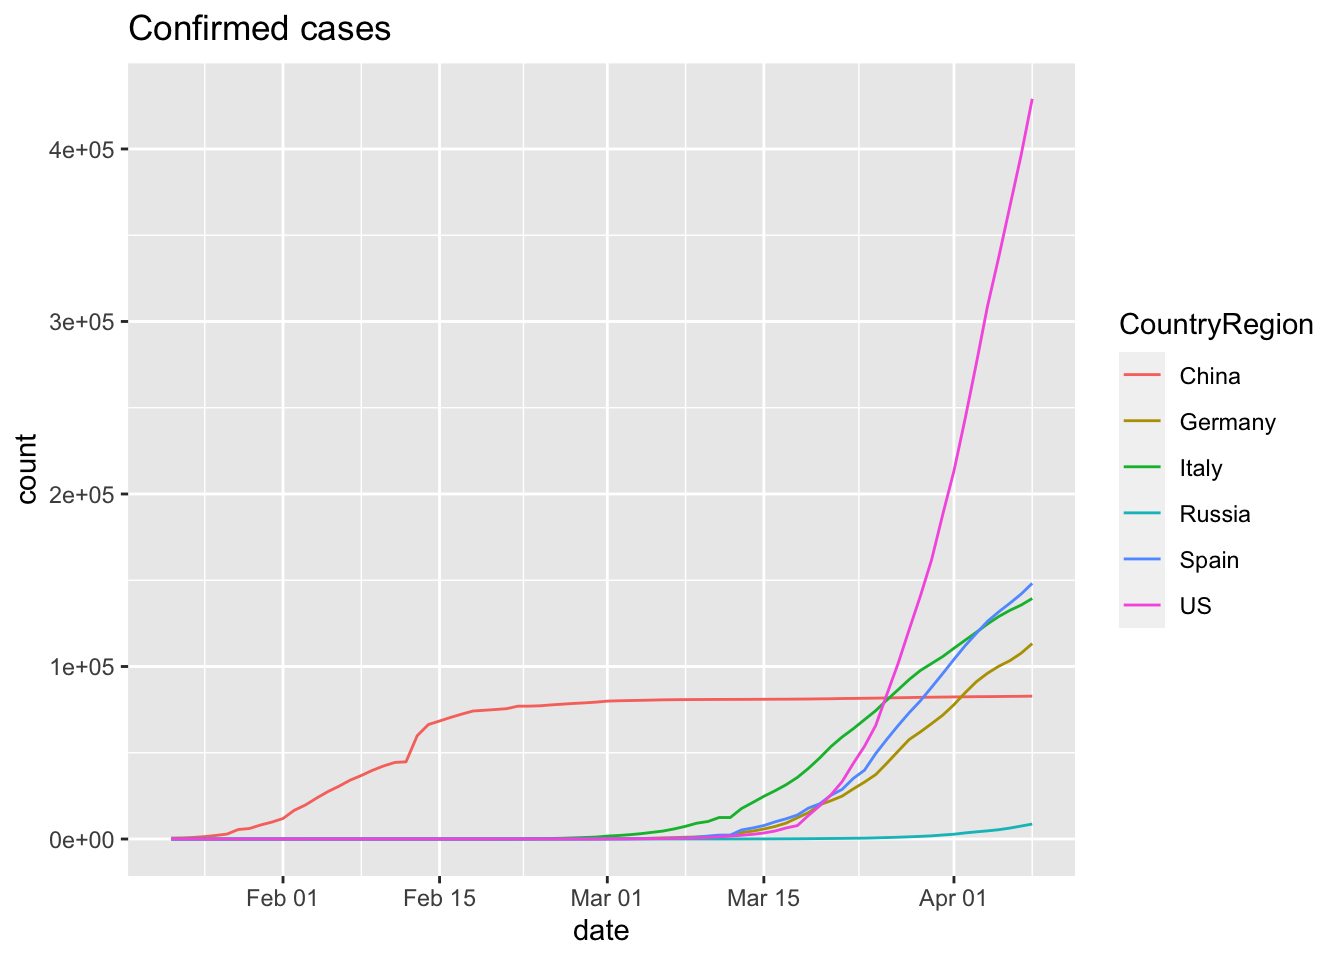 Confirmed cases
count
4e+05
3e+05
2e+05
1e+05
0e+00
Feb 01
Feb 15
Mar 01
Mar 15
Apr 01
date
CountryRegion
China
Germany
Italy
Russia
Spain
US